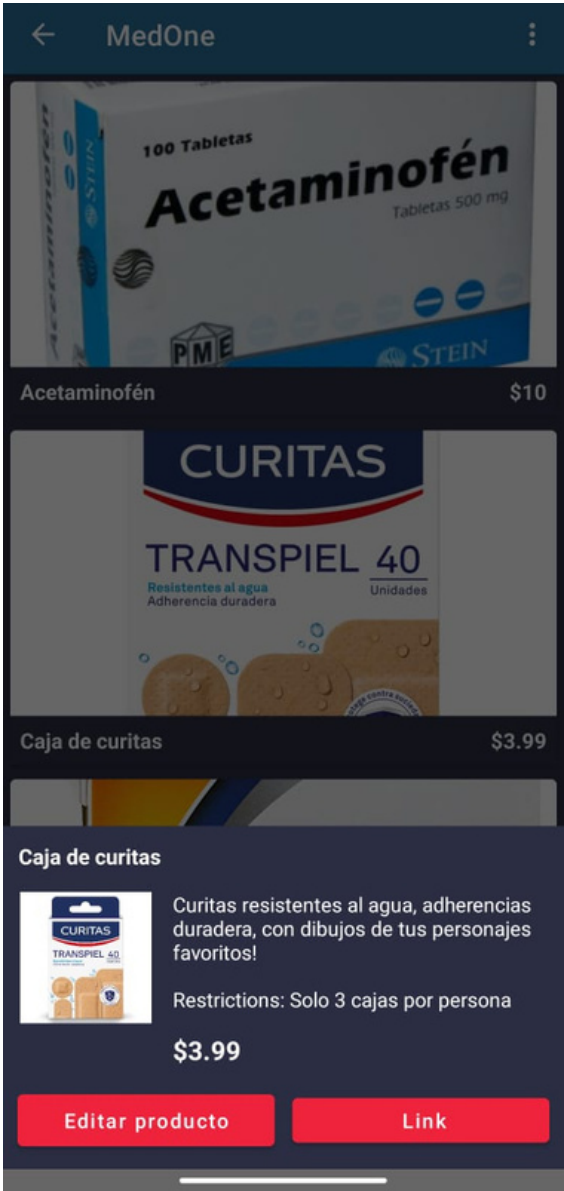 MedOne
Acetaminofén
STEIN
100 Tabletas
Acetaminofén
Tabletas 500 mg
PME
STEIN
Acetaminofén $10
CURITAS
TRANSPIEL 40
Resistentes al agua Unidades
Adherencia duradera
Caja de curitas $3.99
Caja de curitas
CURITAS
TRANSPIEL 40
Curitas resistentes al agua, adherencias
duradera, con dibujos de tus personajes
favoritos!
Restrictions: Solo 3 cajas por persona
$3.99
Editar producto Link